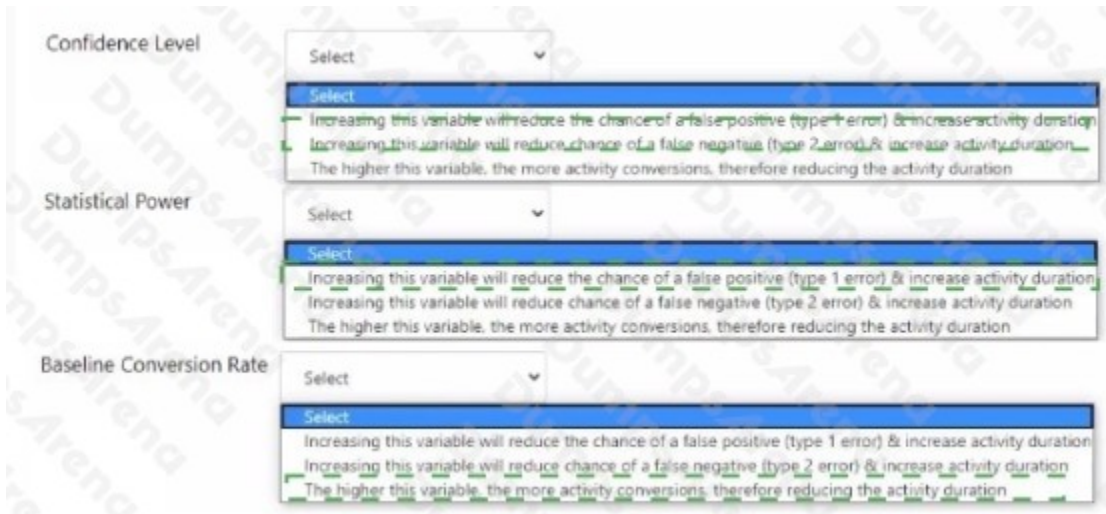 Confidence Level
Select
Select
Increasing this variable will reduce the chance of a false positive (type 1 error) & increase activity duration
Increasing this variable will reduce chance of a false negative (type 2 error) & increase activity duration
The higher this variable, the more activity conversions, therefore reducing the activity duration
Statistical Power
Select
Select
Increasing this variable will reduce the chance of a false positive (type 1 error) & increase activity duration
Increasing this variable will reduce chance of a false negative (type 2 error) & increase activity duration
The higher this variable, the more activity conversions, therefore reducing the activity duration
Baseline Conversion Rate
Select
Select
Increasing this variable will reduce the chance of a false positive (type 1 error) & increase activity duration
Increasing this variable will reduce chance of a false negative (type 2 error) & increase activity duration
The higher this variable, the more activity conversions, therefore reducing the activity duration
DumpsArena